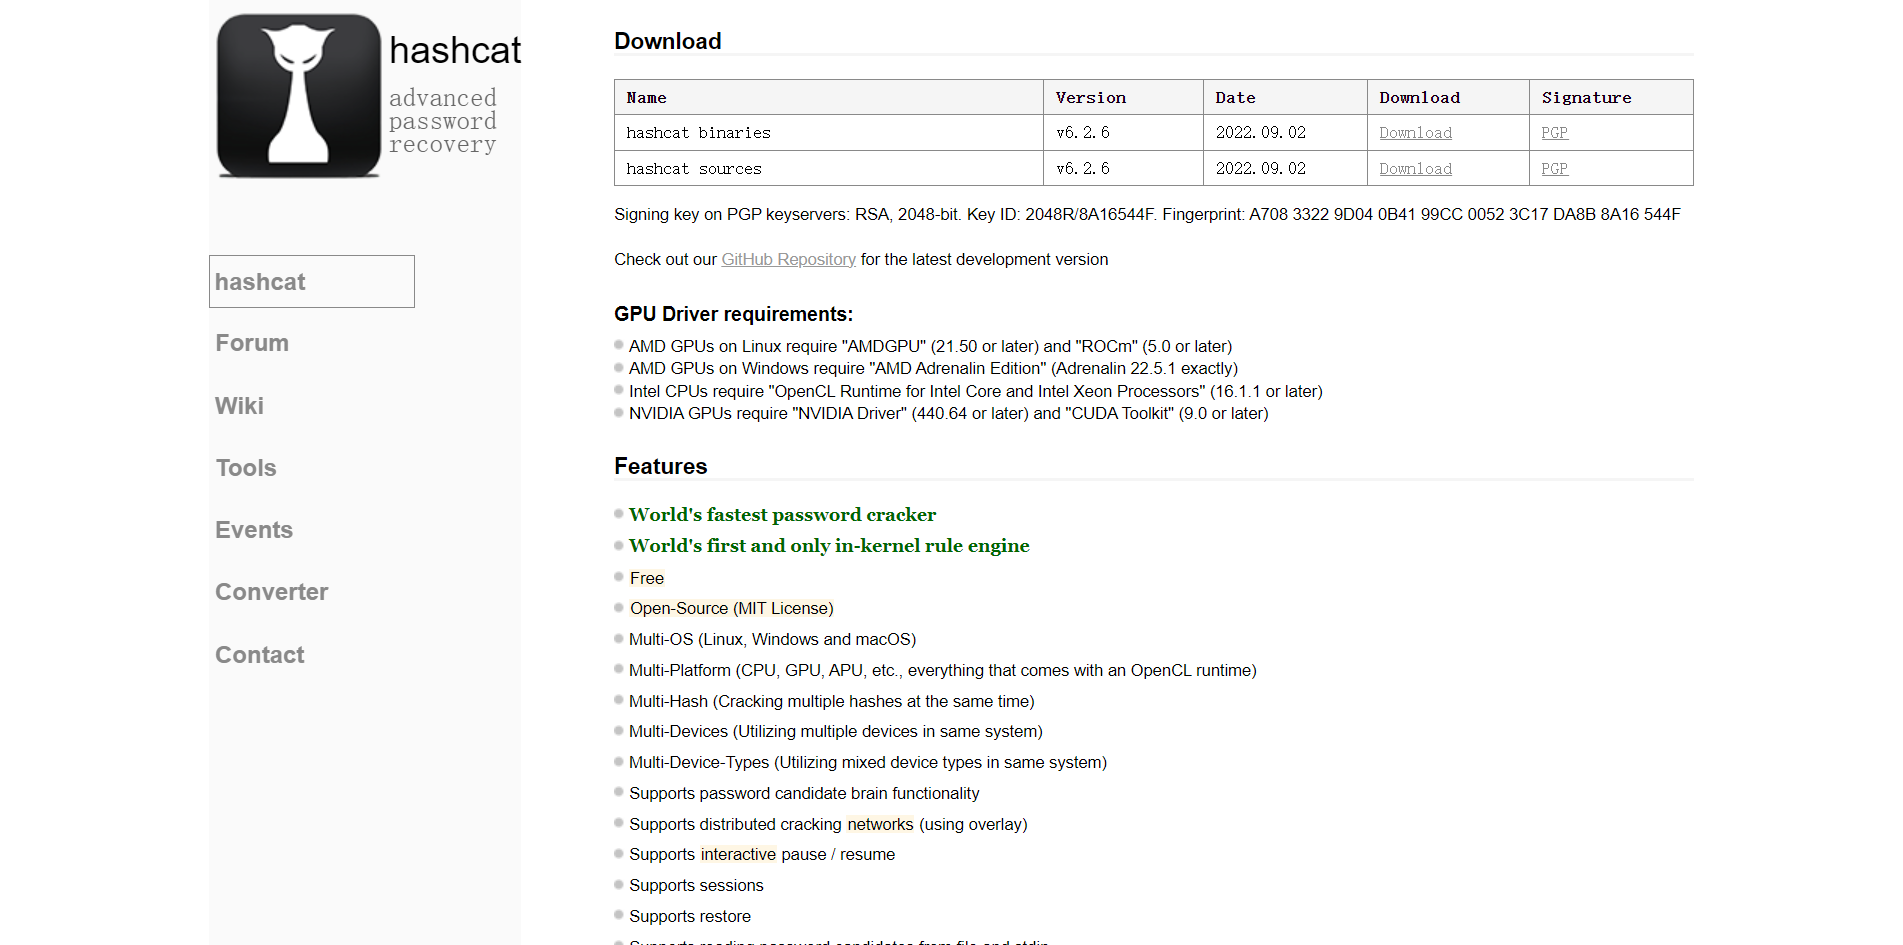 hashcat
advanced
password
recovery
hashcat
Forum
Wiki
Tools
Events
Converter
Contact
Download
Name Version Date Download Signature
hashcat binaries v6.2.6 2022.09.02 Download PGP
hashcat sources v6.2.6 2022.09.02 Download PGP
Signing key on PGP keyservers: RSA, 2048-bit. Key ID: 2048R/8A16544F. Fingerprint: A708 3322 9D04 0B41 99CC 0052 3C17 DA8B 8A16 544F
Check out our GitHub Repository for the latest development version
GPU Driver requirements:
AMD GPUs on Linux require "AMDGPU" (21.50 or later) and "ROCm" (5.0 or later)
AMD GPUs on Windows require "AMD Adrenalin Edition" (Adrenalin 22.5.1 exactly)
Intel CPUs require "OpenCL Runtime for Intel Core and Intel Xeon Processors" (16.1.1 or later)
NVIDIA GPUs require "NVIDIA Driver" (440.64 or later) and "CUDA Toolkit" (9.0 or later)
Features
World's fastest password cracker
World's first and only in-kernel rule engine
Free
Open-Source (MIT License)
Multi-OS (Linux, Windows and macOS)
Multi-Platform (CPU, GPU, APU, etc., everything that comes with an OpenCL runtime)
Multi-Hash (Cracking multiple hashes at the same time)
Multi-Devices (Utilizing multiple devices in same system)
Multi-Device-Types (Utilizing mixed device types in same system)
Supports password candidate brain functionality
Supports distributed cracking networks (using overlay)
Supports interactive pause / resume
Supports sessions
Supports restore